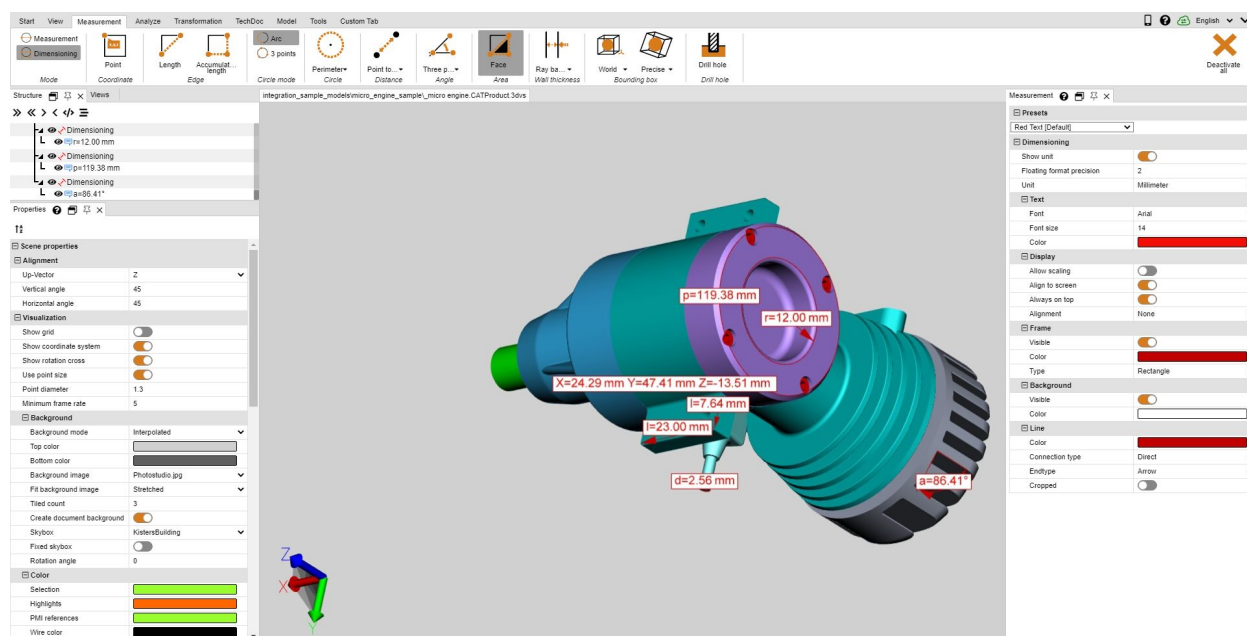 Start View Measurement Analyze Transformation TechDoc Model Tools Custom Tab English
Measurement
Dimensioning
Point
Length
Accumulat... length
Arc
3 points
Perimeter
Point to...
Three p...
Face
Ray ba...
World
Precise
Drill hole
Deactivate all
Mode Coordinate Edge Circle mode Circle Distance Angle Area Wall thickness Bounding box Drill hole
Structure Views
Dimensioning
r=12.00 mm
Dimensioning
p=119.38 mm
Dimensioning
a=86.41°
Properties
Scene properties
Alignment
Up-Vector Z
Vertical angle 45
Horizontal angle 45
Visualization
Show grid
Show coordinate system
Show rotation cross
Use point size
Point diameter 1.3
Minimum frame rate 5
Background
Background mode Interpolated
Top color
Bottom color
Background image Photostudio.jpg
Fit background image Stretched
Tiled count 3
Create document background
Skybox KistersBuilding
Fixed skybox
Rotation angle 0
Color
Selection
Highlights
PMI references
Wire color
integration_sample_models\micro_engine_sample\_micro engine.CATProduct.3dvs
p=119.38 mm
r=12.00 mm
X=24.29 mm Y=47.41 mm Z=-13.51 mm
l=7.64 mm
l=23.00 mm
d=2.56 mm
a=86.41°
Z
X
Y
Measurement
Presets
Red Text [Default]
Dimensioning
Show unit
Floating format precision 2
Unit Millimeter
Text
Font Arial
Font size 14
Color
Display
Allow scaling
Align to screen
Always on top
Alignment None
Frame
Visible
Color
Type Rectangle
Background
Visible
Color
Line
Color
Connection type Direct
Endtype Arrow
Cropped